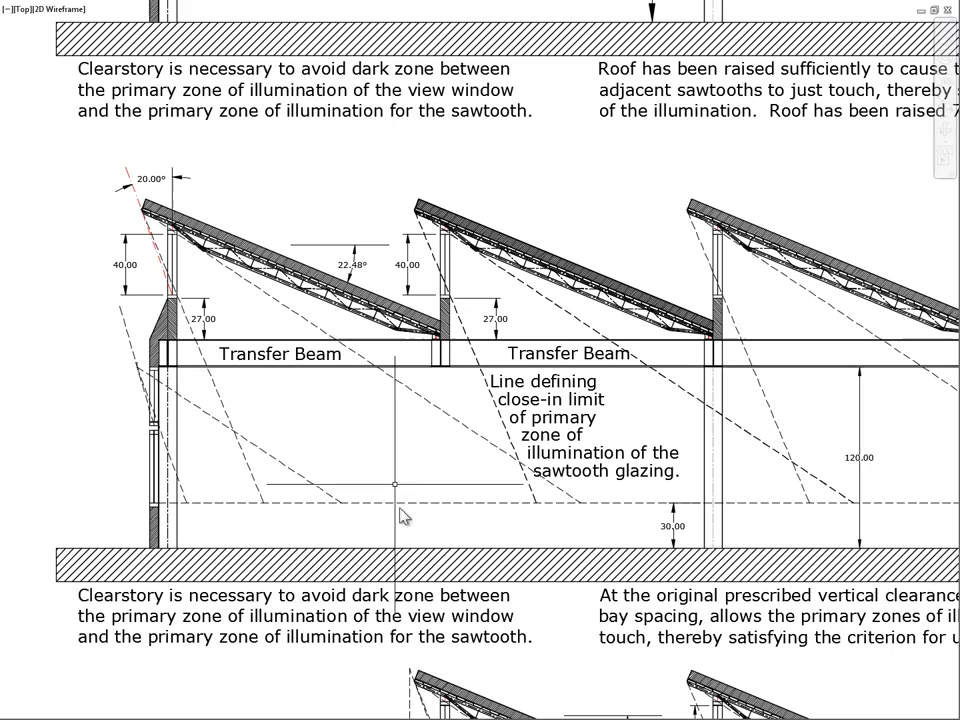 [−][Top][2D Wireframe]
Clearstory is necessary to avoid dark zone between
the primary zone of illumination of the view window
and the primary zone of illumination for the sawtooth.
Roof has been raised sufficiently to cause
adjacent sawtooths to just touch, thereby
of the illumination.  Roof has been raised 7
20.00°
40.00
22.48°
40.00
27.00
27.00
Transfer Beam
Transfer Beam
Line defining
close-in limit
of primary
zone of
illumination of the
sawtooth glazing.
120.00
30.00
Clearstory is necessary to avoid dark zone between
the primary zone of illumination of the view window
and the primary zone of illumination for the sawtooth.
At the original prescribed vertical clearance
bay spacing, allows the primary zones of
touch, thereby satisfying the criterion for